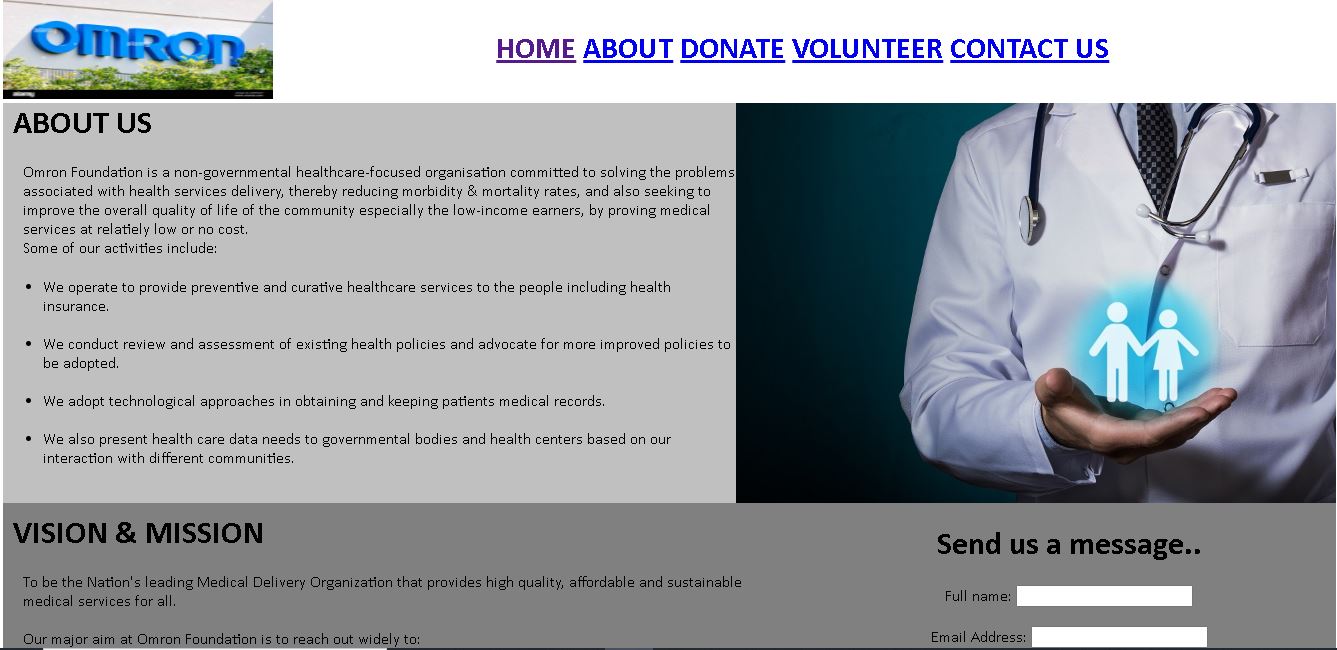 OMRON
HOME ABOUT DONATE VOLUNTEER CONTACT US
ABOUT US
Omron Foundation is a non-governmental healthcare-focused organisation committed to solving the problems
associated with health services delivery, thereby reducing morbidity & mortality rates, and also seeking to
improve the overall quality of life of the community especially the low-income earners, by proving medical
services at relatiely low or no cost.
Some of our activities include:
• We operate to provide preventive and curative healthcare services to the people including health
insurance.
• We conduct review and assessment of existing health policies and advocate for more improved policies to
be adopted.
• We adopt technological approaches in obtaining and keeping patients medical records.
• We also present health care data needs to governmental bodies and health centers based on our
interaction with different communities.
VISION & MISSION
To be the Nation's leading Medical Delivery Organization that provides high quality, affordable and sustainable
medical services for all.
Our major aim at Omron Foundation is to reach out widely to:
Send us a message..
Full name:
Email Address: